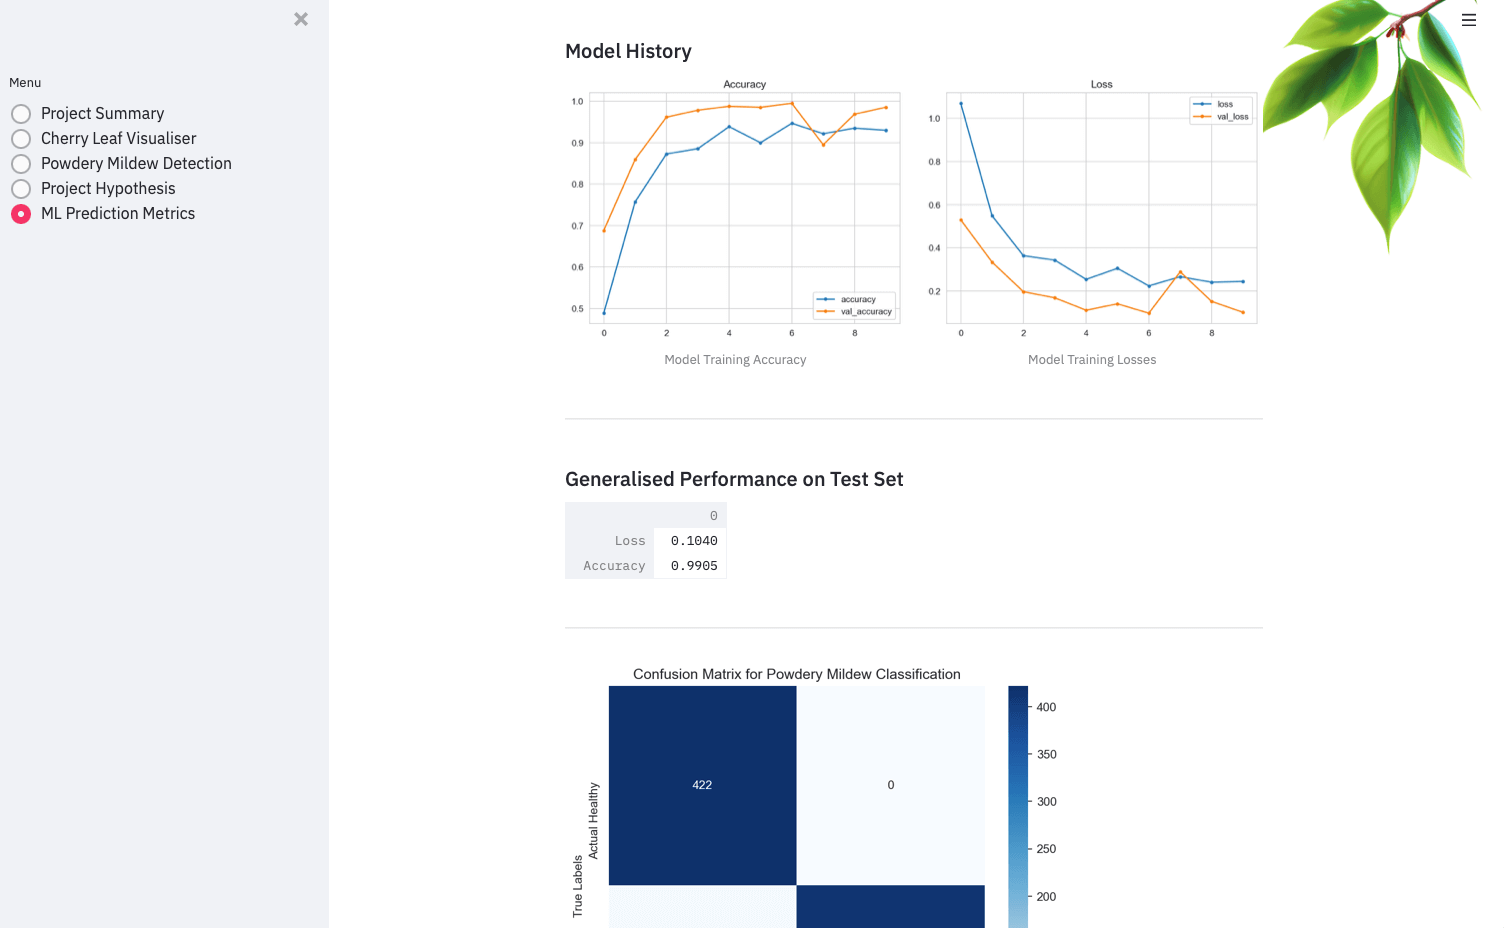 Menu
Project Summary
Cherry Leaf Visualiser
Powdery Mildew Detection
Project Hypothesis
ML Prediction Metrics
Model History
Accuracy
1.0
0.9
0.8
0.7
0.6
0.5
0 2 4 6 8
accuracy
val_accuracy
Model Training Accuracy
Loss
1.0
0.8
0.6
0.4
0.2
0 2 4 6 8
loss
val_loss
Model Training Losses
Generalised Performance on Test Set
0
Loss 0.1040
Accuracy 0.9905
Confusion Matrix for Powdery Mildew Classification
True Labels
Actual Healthy
422 0
400
350
300
250
200